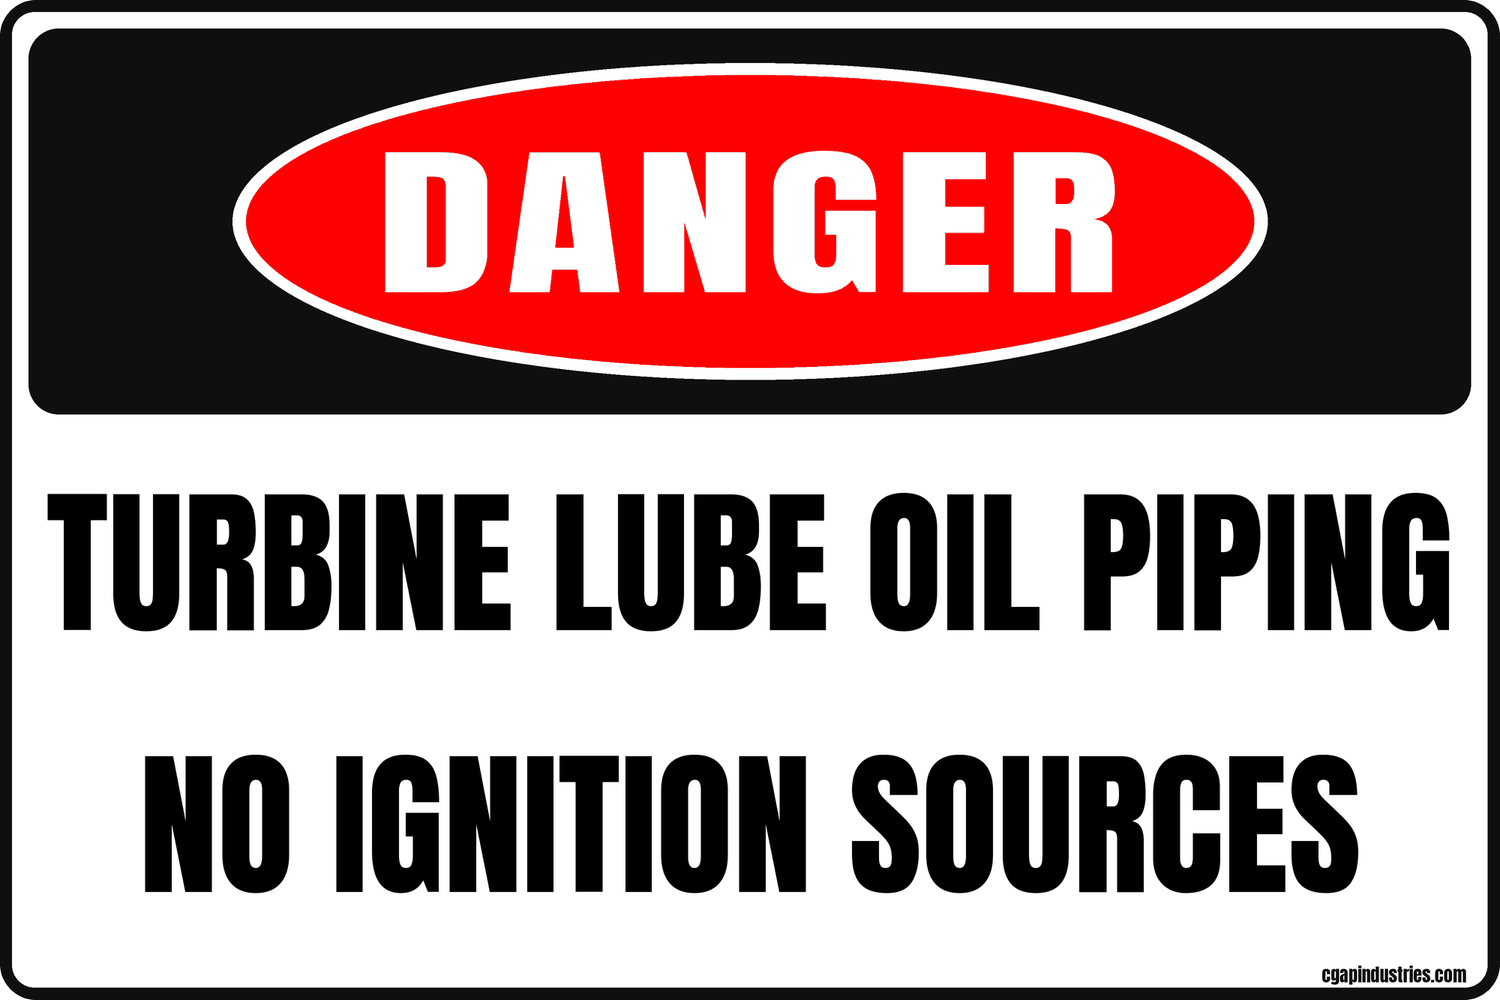 DANGER
TURBINE LUBE OIL PIPING
NO IGNITION SOURCES
cgapindustries.com